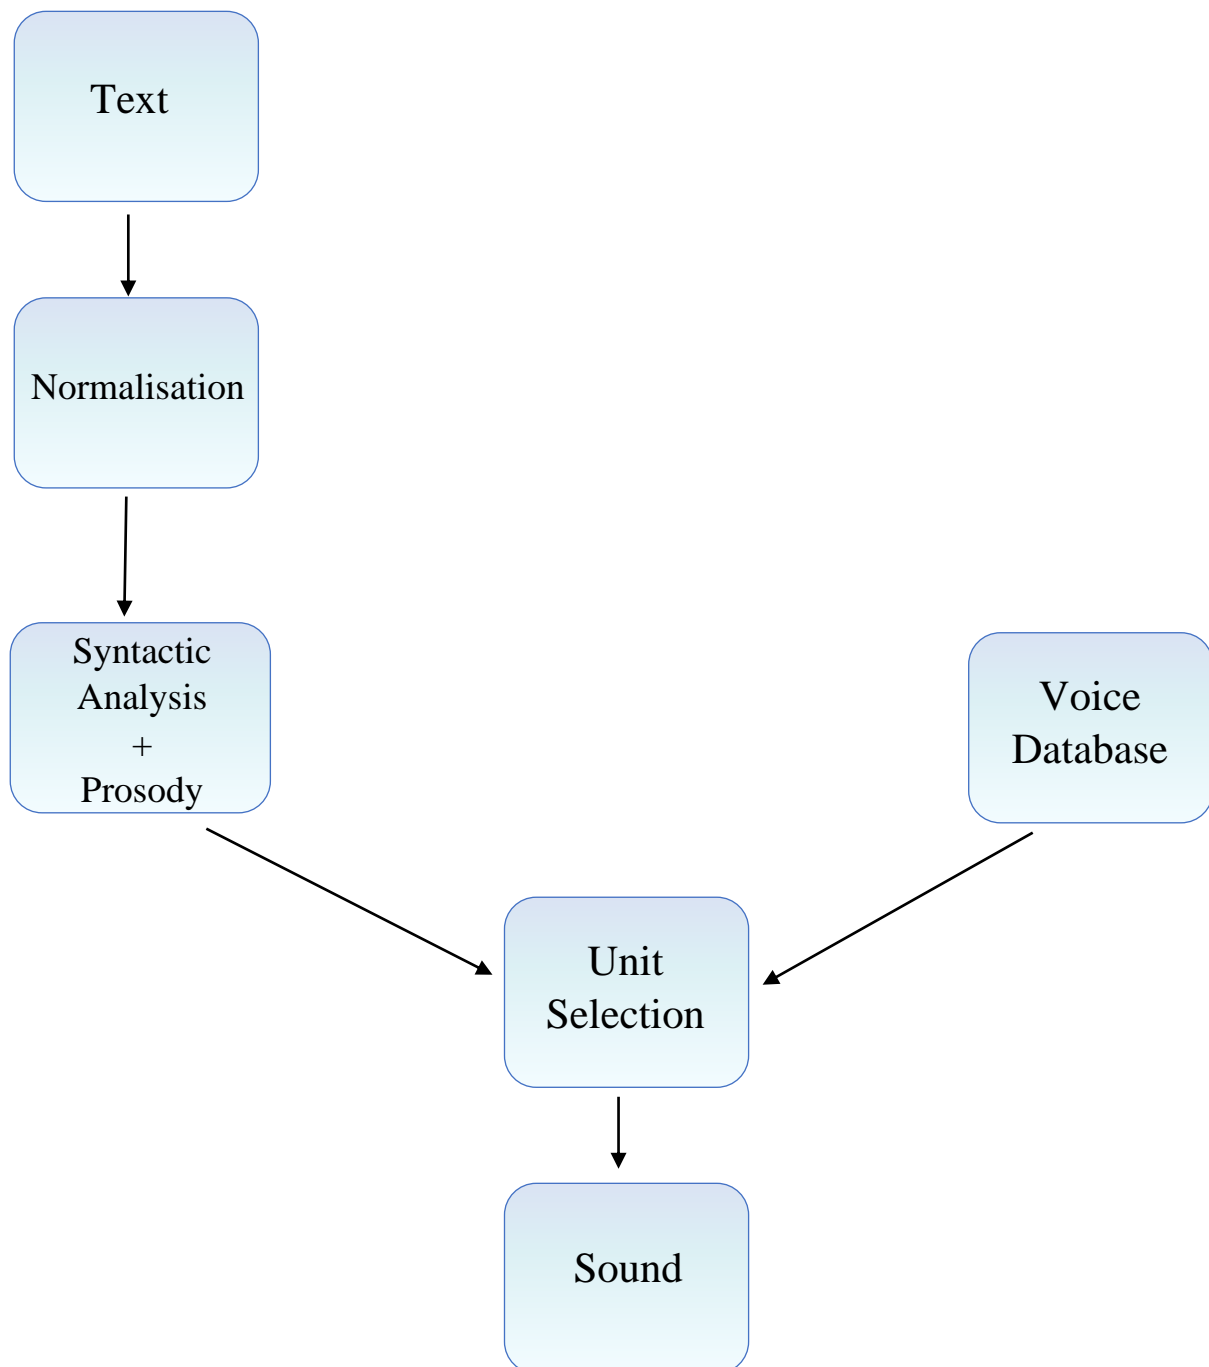 Text
Normalisation
Syntactic
Analysis
+
Prosody
Voice
Database
Unit
Selection
Sound